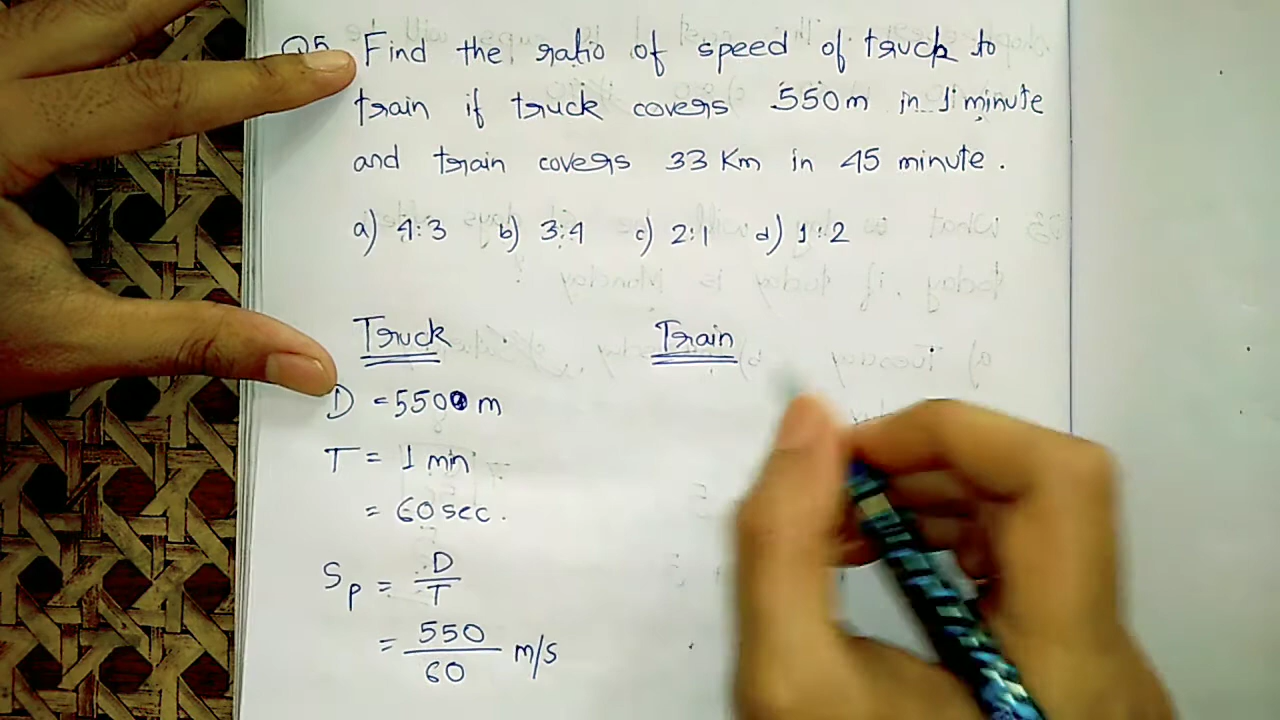 Q5. Find the ratio of speed of truck to
train if truck covers 550m in 1 minute
and train covers 33 Km in 45 minute.
a) 4:3 b) 3:4 c) 2:1 d) 1:2
Truck Train
D = 550 m
T = 1 min
= 60 sec.
Sp = D/T
= 550/60 m/s